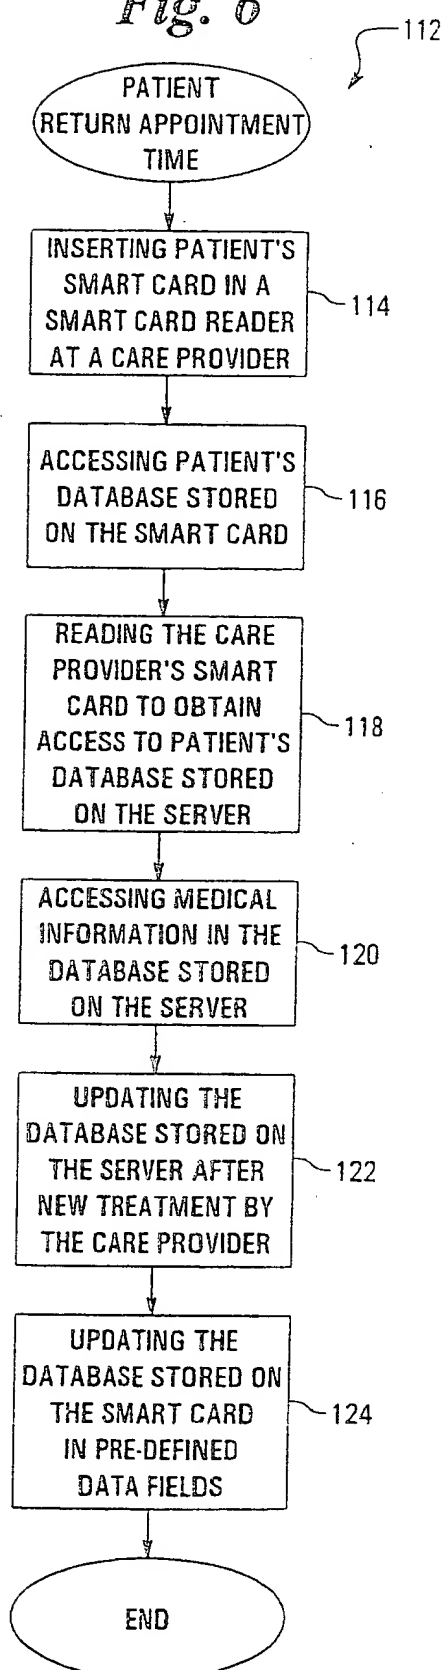 Fig. 6
112
PATIENT
RETURN APPOINTMENT
TIME
INSERTING PATIENT'S
SMART CARD IN A
SMART CARD READER
AT A CARE PROVIDER
114
ACCESSING PATIENT'S
DATABASE STORED
ON THE SMART CARD
116
READING THE CARE
PROVIDER'S SMART
CARD TO OBTAIN
ACCESS TO PATIENT'S
DATABASE STORED
ON THE SERVER
118
ACCESSING MEDICAL
INFORMATION IN THE
DATABASE STORED
ON THE SERVER
120
UPDATING THE
DATABASE STORED ON
THE SERVER AFTER
NEW TREATMENT BY
THE CARE PROVIDER
122
UPDATING THE
DATABASE STORED ON
THE SMART CARD
IN PRE-DEFINED
DATA FIELDS
124
END